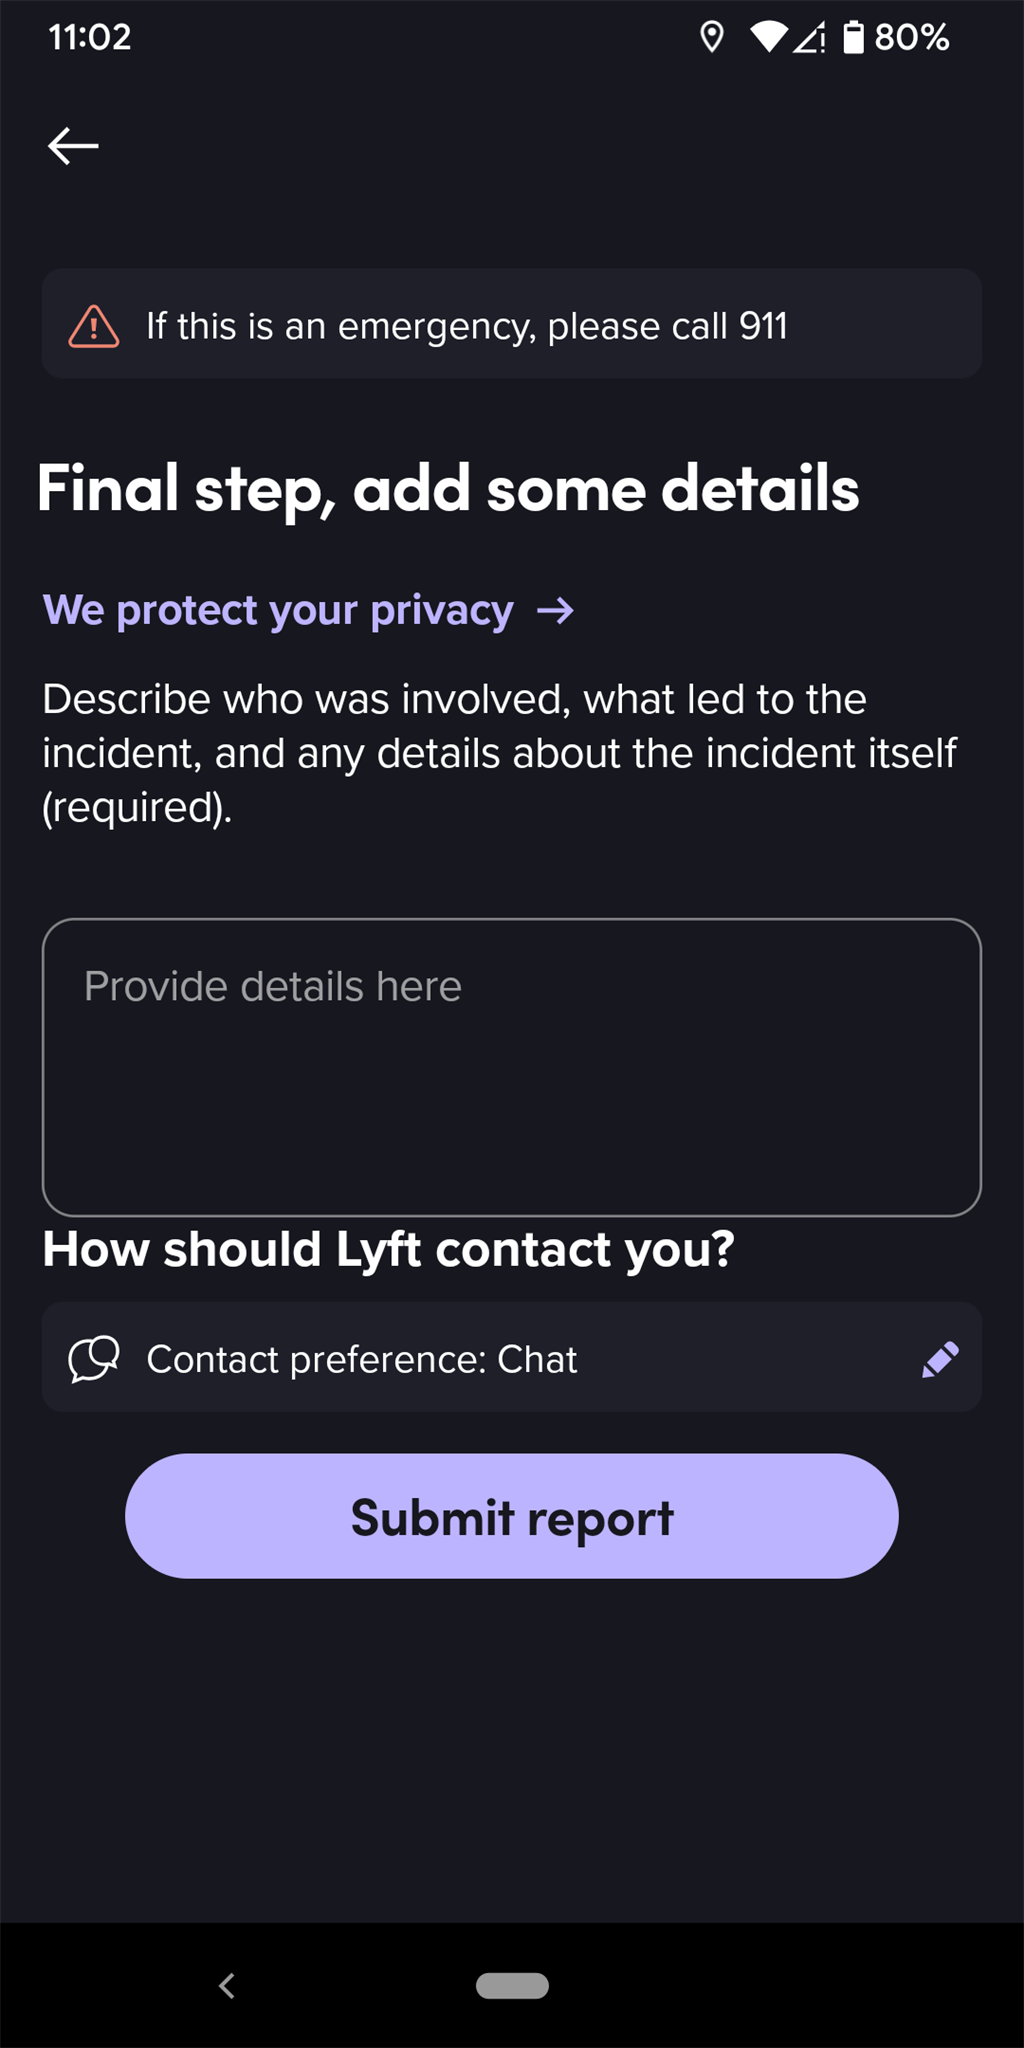 11:02
80%
If this is an emergency, please call 911
Final step, add some details
We protect your privacy
Describe who was involved, what led to the
incident, and any details about the incident itself
(required).
Provide details here
How should Lyft contact you?
Contact preference: Chat
Submit report